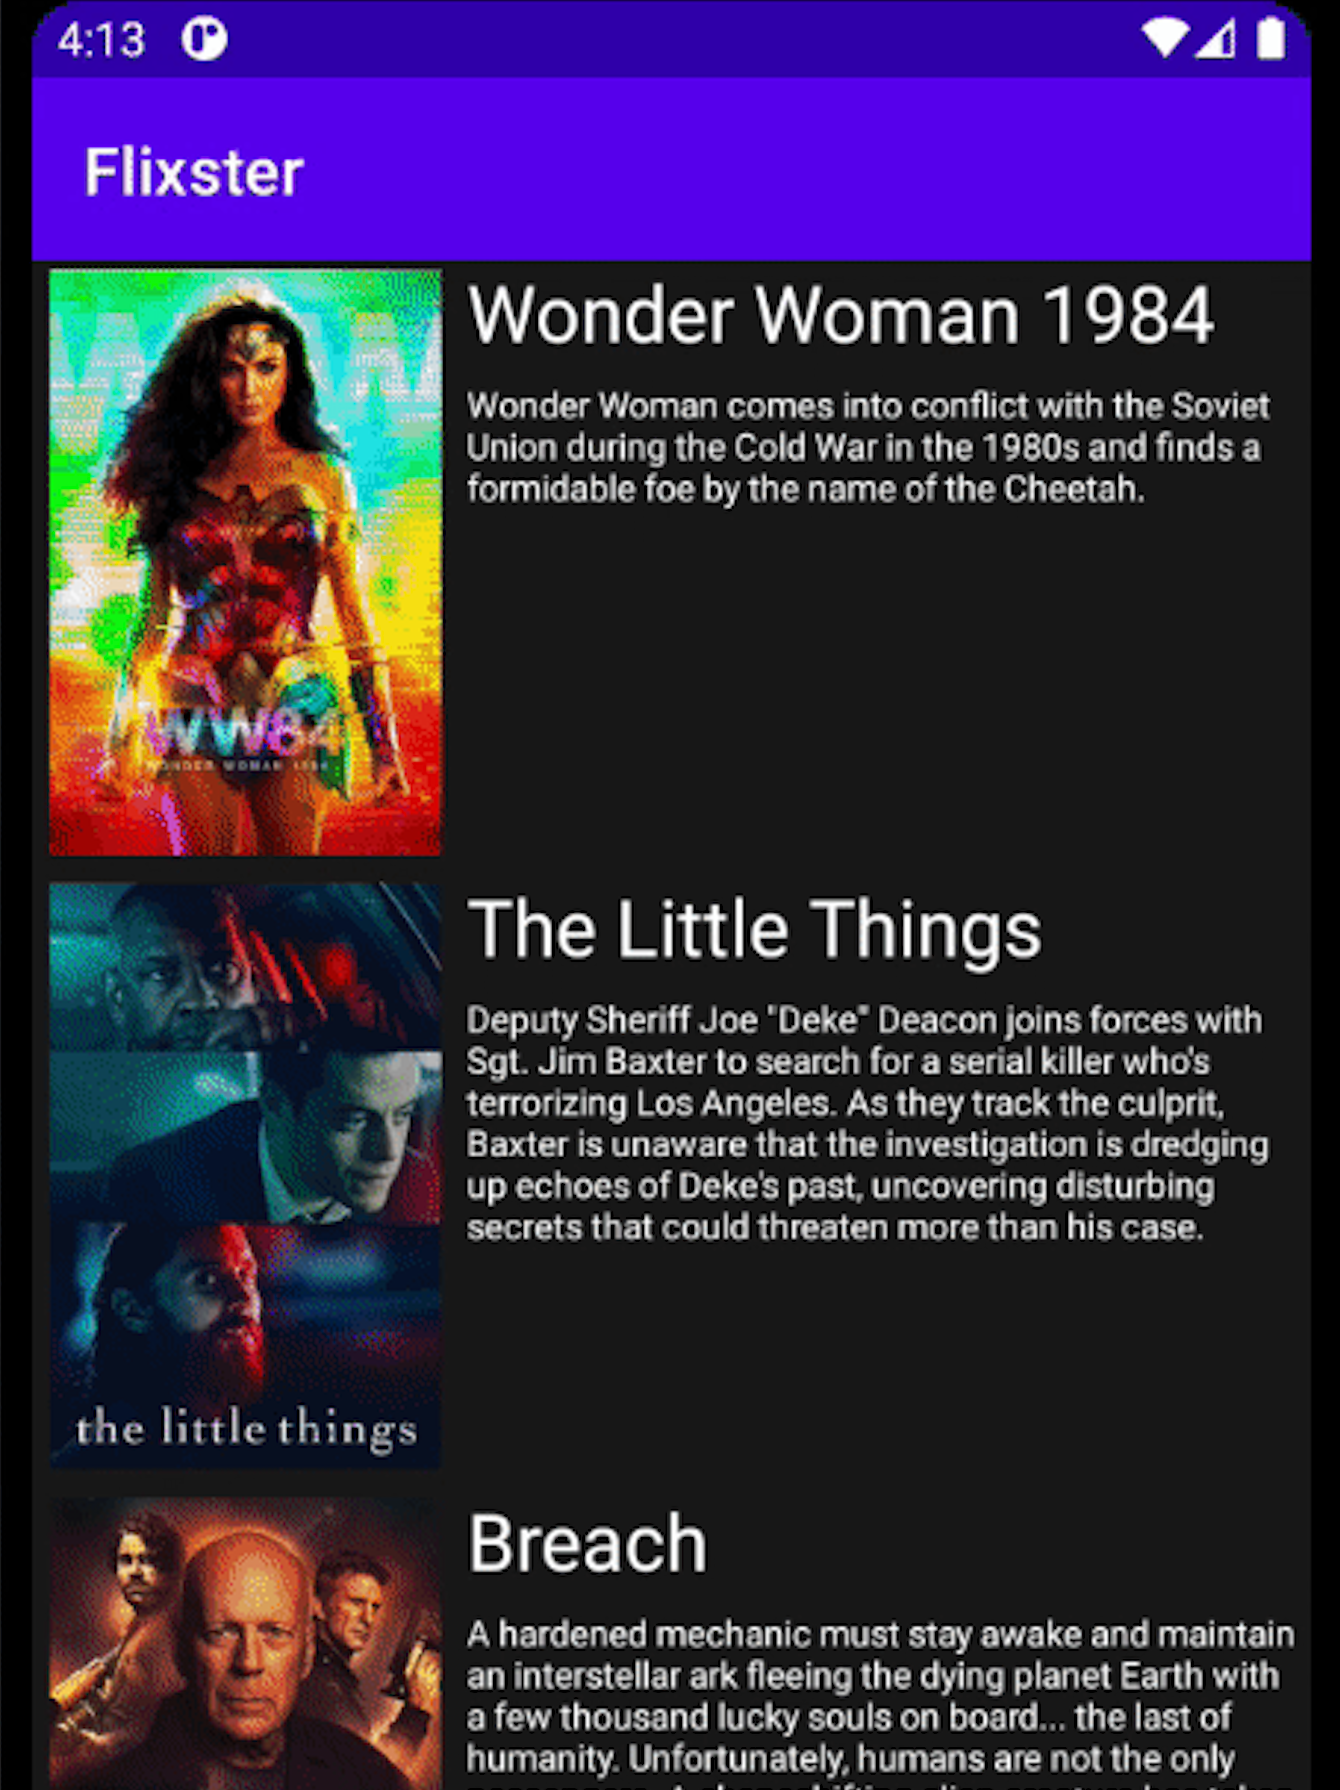 4:13
Flixster
Wonder Woman 1984
Wonder Woman comes into conflict with the Soviet
Union during the Cold War in the 1980s and finds a
formidable foe by the name of the Cheetah.
WW84
WONDER WOMAN 1984
The Little Things
Deputy Sheriff Joe "Deke" Deacon joins forces with
Sgt. Jim Baxter to search for a serial killer who's
terrorizing Los Angeles. As they track the culprit,
Baxter is unaware that the investigation is dredging
up echoes of Deke's past, uncovering disturbing
secrets that could threaten more than his case.
the little things
Breach
A hardened mechanic must stay awake and maintain
an interstellar ark fleeing the dying planet Earth with
a few thousand lucky souls on board... the last of
humanity. Unfortunately, humans are not the only